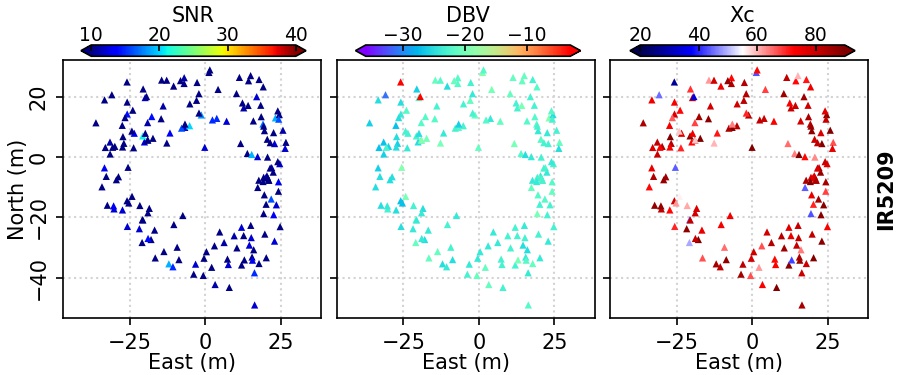 SNR DBV Xc
10 20 30 40 −30 −20 −10 20 40 60 80
North (m)
20
0
−20
−40
−25 0 25 −25 0 25 −25 0 25
East (m) East (m) East (m)
IR5209